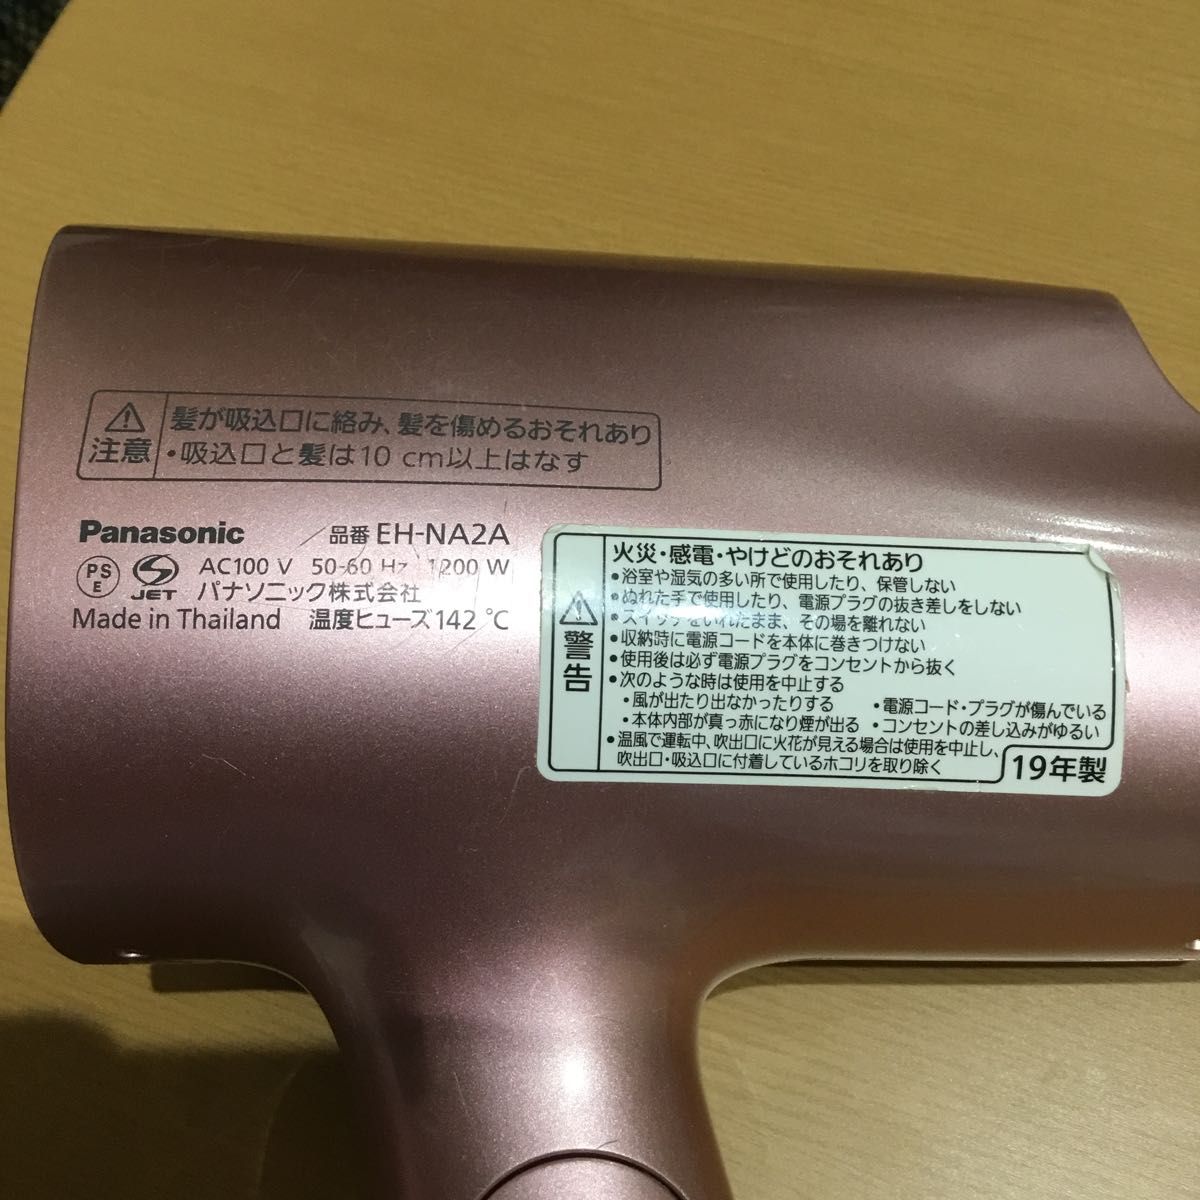 注意
髪が吸込口に絡み、髪を傷めるおそれあり
・吸込口と髪は10 cm以上はなす
Panasonic 品番 EH-NA2A
PS E JET AC100 V 50-60 Hz 1200 W
パナソニック株式会社
Made in Thailand 温度ヒューズ142 ℃
警告
火災・感電・やけどのおそれあり
•浴室や湿気の多い所で使用したり、保管しない
•ぬれた手で使用したり、電源プラグの抜き差しをしない
•スイッチをいれたまま、その場を離れない
•収納時に電源コードを本体に巻きつけない
•使用後は必ず電源プラグをコンセントから抜く
•次のような時は使用を中止する
•風が出たり出なかったりする •電源コード・プラグが傷んでいる
•本体内部が真っ赤になり煙が出る •コンセントの差し込みがゆるい
•温風で運転中、吹出口に火花が見える場合は使用を中止し、
吹出口・吸込口に付着しているホコリを取り除く
19年製